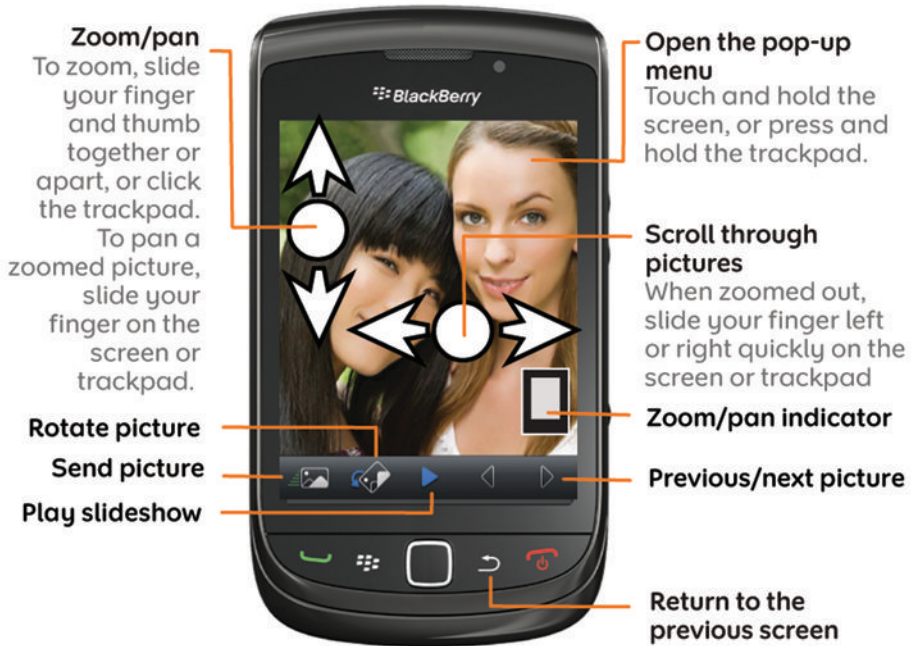 Zoom/pan
To zoom, slide
your finger
and thumb
together or
apart, or click
the trackpad.
To pan a
zoomed picture,
slide your
finger on the
screen or
trackpad.
Rotate picture
Send picture
Play slideshow
BlackBerry
Open the pop-up
menu
Touch and hold the
screen, or press and
hold the trackpad.
Scroll through
pictures
When zoomed out,
slide your finger left
or right quickly on the
screen or trackpad
Zoom/pan indicator
Previous/next picture
Return to the
previous screen